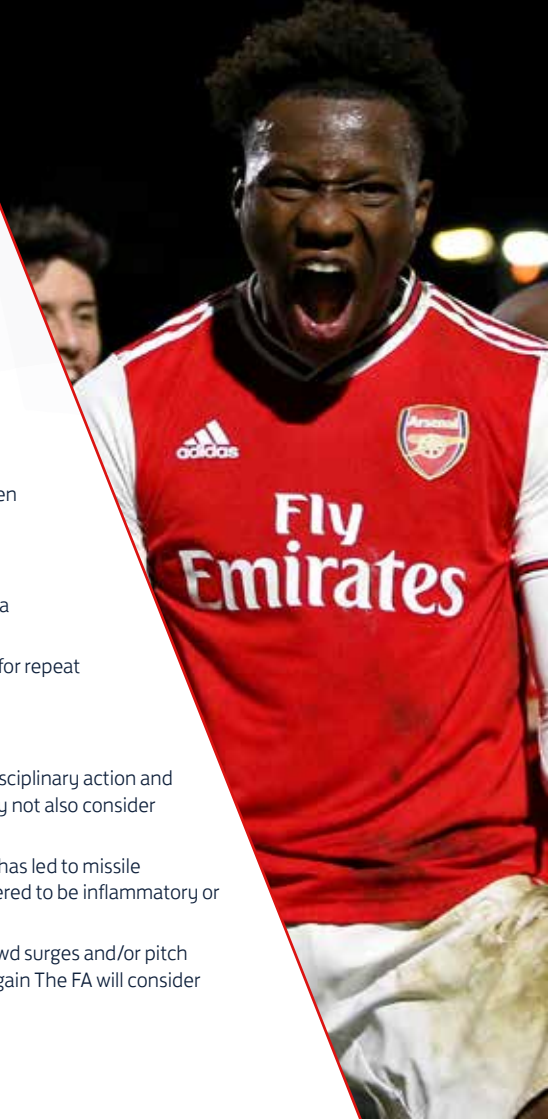 Arsenal
adidas
Fly
Emirates
en
a
for repeat
sciplinary action and
y not also consider
has led to missile
ered to be inflammatory or
wd surges and/or pitch
gain The FA will consider